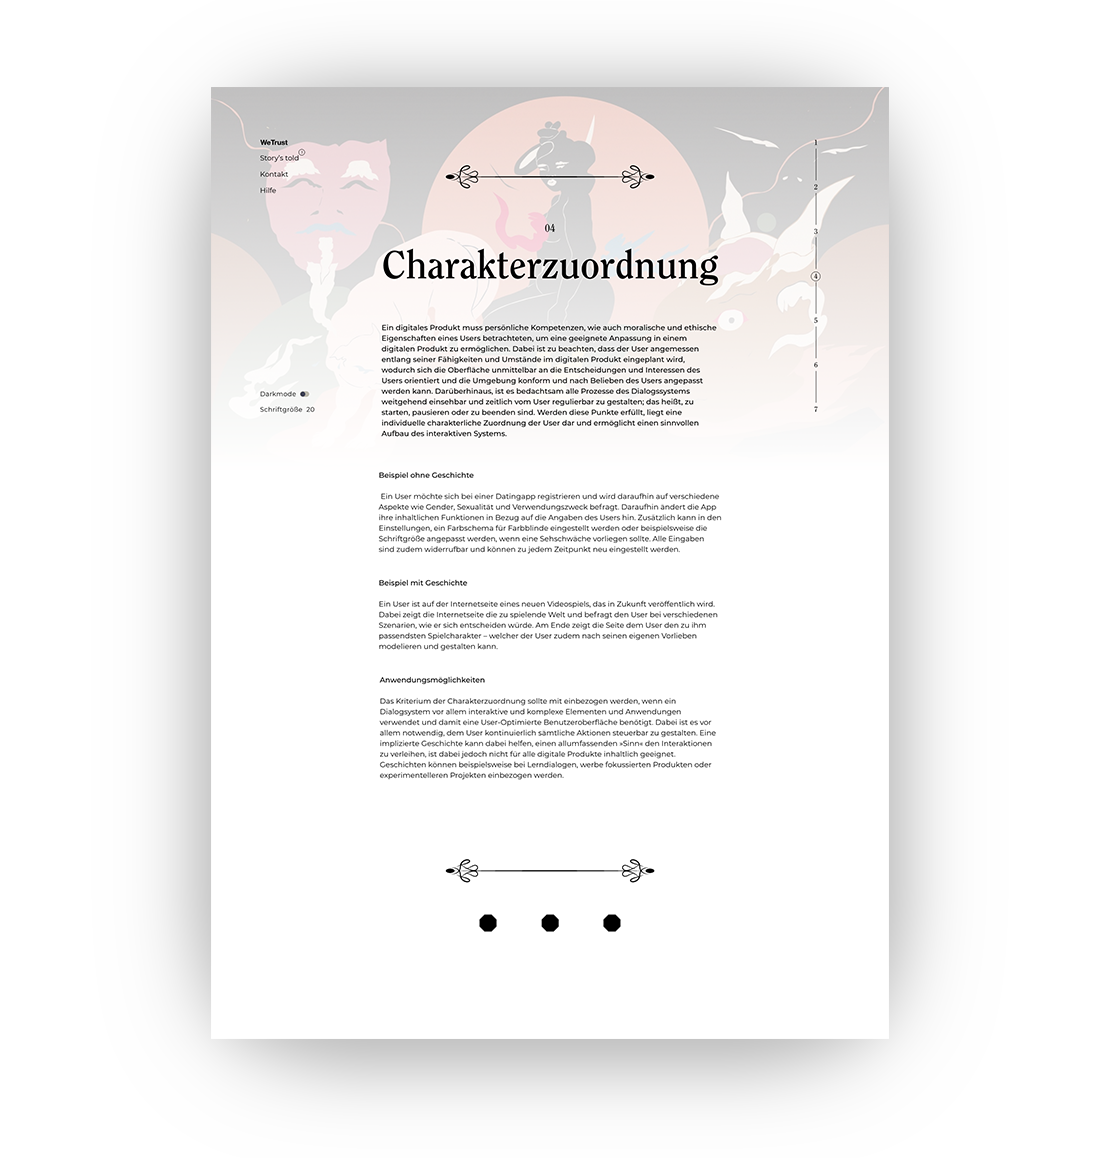 WeTrust
Story's told
Kontakt
Hilfe
Darkmode
Schriftgröße 20
04
Charakterzuordnung
Ein digitales Produkt muss persönliche Kompetenzen, wie auch moralische und ethische
Eigenschaften eines Users betrachteten, um eine geeignete Anpassung in einem
digitalen Produkt zu ermöglichen. Dabei ist zu beachten, dass der User angemessen
entlang seiner Fähigkeiten und Umstände im digitalen Produkt eingeplant wird,
wodurch sich die Oberfläche unmittelbar an die Entscheidungen und Interessen des
Users orientiert und die Umgebung konform und nach Belieben des Users angepasst
werden kann. Darüberhinaus, ist es bedachtsam alle Prozesse des Dialogssystems
weitgehend einsehbar und zeitlich vom User regulierbar zu gestalten; das heißt, zu
starten, pausieren oder zu beenden sind. Werden diese Punkte erfüllt, liegt eine
individuelle charakterliche Zuordnung der User dar und ermöglicht einen sinnvollen
Aufbau des interaktiven Systems.
Beispiel ohne Geschichte
Ein User möchte sich bei einer Datingapp registrieren und wird daraufhin auf verschiedene
Aspekte wie Gender, Sexualität und Verwendungszweck befragt. Daraufhin ändert die App
ihre inhaltlichen Funktionen in Bezug auf die Angaben des Users hin. Zusätzlich kann in den
Einstellungen, ein Farbschema für Farbblinde eingestellt werden oder beispielsweise die
Schriftgröße angepasst werden, wenn eine Sehschwäche vorliegen sollte. Alle Eingaben
sind zudem widerrufbar und können zu jedem Zeitpunkt neu eingestellt werden.
Beispiel mit Geschichte
Ein User ist auf der Internetseite eines neuen Videospiels, das in Zukunft veröffentlich wird.
Dabei zeigt die Internetseite die zu spielende Welt und befragt den User bei verschiedenen
Szenarien, wie er sich entscheiden würde. Am Ende zeigt die Seite dem User den zu ihm
passendsten Spielcharakter – welcher der User zudem nach seinen eigenen Vorlieben
modelieren und gestalten kann.
Anwendungsmöglichkeiten
Das Kriterium der Charakterzuordnung sollte mit einbezogen werden, wenn ein
Dialogsystem vor allem interaktive und komplexe Elementen und Anwendungen
verwendet und damit eine User-Optimierte Benutzeroberfläche benötigt. Dabei ist es vor
allem notwendig, dem User kontinuierlich sämtliche Aktionen steuerbar zu gestalten. Eine
implizierte Geschichte kann dabei helfen, einen allumfassenden »Sinn« den Interaktionen
zu verleihen, ist dabei jedoch nicht für alle digitale Produkte inhaltlich geeignet.
Geschichten können beispielsweise bei Lerndialogen, werbe fokussierten Produkten oder
experimentelleren Projekten einbezogen werden.
1
2
3
4
5
6
7